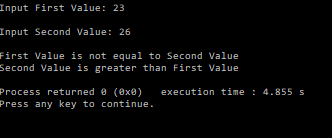 Input First Value: 23
Input Second Value: 26
First Value is not equal to Second Value
Second Value is greater than First Value
Process returned 0 (0x0)   execution time : 4.855 s
Press any key to continue.